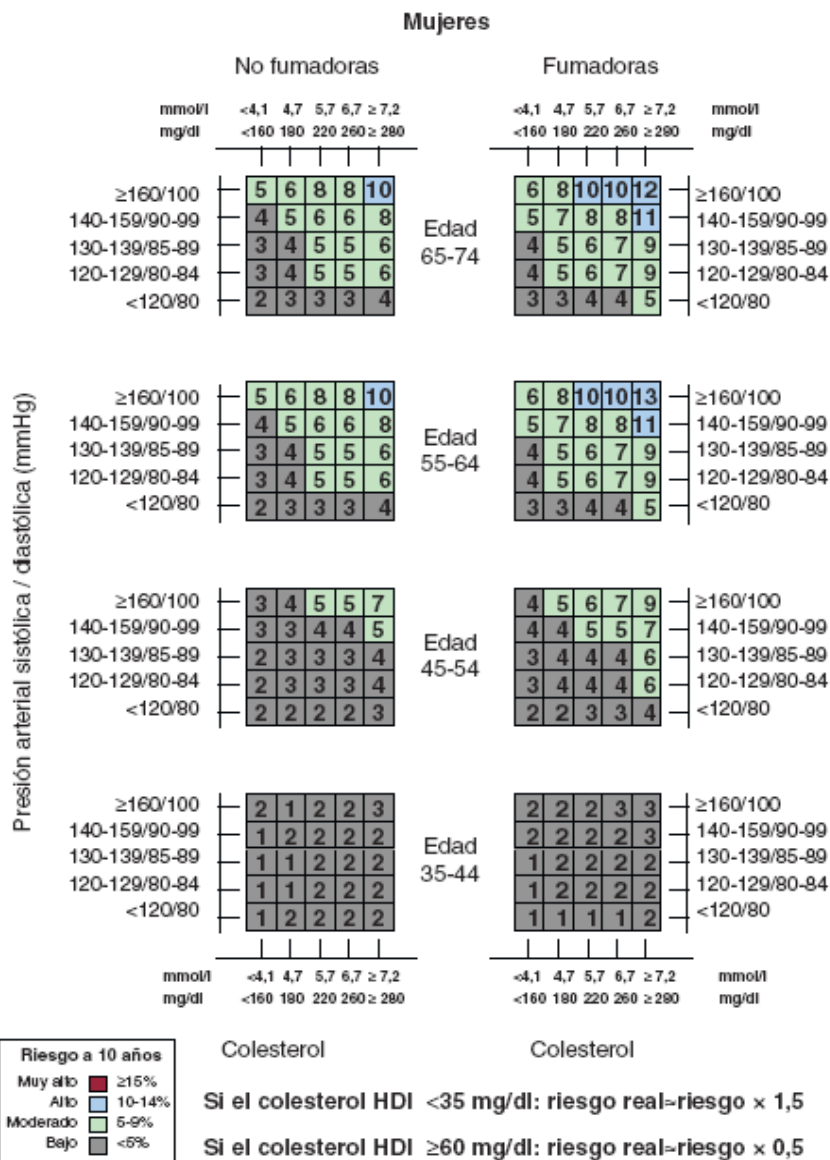 Mujeres
No fumadoras Fumadoras
mmol/l <4,1 4,7 5,7 6,7 ≥7,2 <4,1 4,7 5,7 6,7 ≥7,2 mmol/l
mg/dl <160 180 220 260 ≥280 <160 180 220 260 ≥280 mg/dl
Presión arterial sistólica / diastólica (mmHg)
≥160/100 5 6 8 8 10 6 8 10 10 12 ≥160/100
140-159/90-99 4 5 6 6 8 Edad 5 7 8 8 11 140-159/90-99
130-139/85-89 3 4 5 5 6 65-74 4 5 6 7 9 130-139/85-89
120-129/80-84 3 4 5 5 6 4 5 6 7 9 120-129/80-84
<120/80 2 3 3 3 4 3 3 4 4 5 <120/80
≥160/100 5 6 8 8 10 6 8 10 10 13 ≥160/100
140-159/90-99 4 5 6 6 8 Edad 5 7 8 8 11 140-159/90-99
130-139/85-89 3 4 5 5 6 55-64 4 5 6 7 9 130-139/85-89
120-129/80-84 3 4 5 5 6 4 5 6 7 9 120-129/80-84
<120/80 2 3 3 3 4 3 3 4 4 5 <120/80
≥160/100 3 4 5 5 7 4 5 6 7 9 ≥160/100
140-159/90-99 3 3 4 4 5 Edad 4 4 5 5 7 140-159/90-99
130-139/85-89 2 3 3 3 4 45-54 3 4 4 4 6 130-139/85-89
120-129/80-84 2 3 3 3 4 3 4 4 4 6 120-129/80-84
<120/80 2 2 2 2 3 2 2 3 3 4 <120/80
≥160/100 2 1 2 2 3 2 2 2 3 3 ≥160/100
140-159/90-99 1 2 2 2 2 Edad 2 2 2 2 3 140-159/90-99
130-139/85-89 1 1 2 2 2 35-44 1 2 2 2 2 130-139/85-89
120-129/80-84 1 1 2 2 2 1 2 2 2 2 120-129/80-84
<120/80 1 2 2 2 2 1 1 1 1 2 <120/80
mmol/l <4,1 4,7 5,7 6,7 ≥7,2 <4,1 4,7 5,7 6,7 ≥7,2 mmol/l
mg/dl <160 180 220 260 ≥280 <160 180 220 260 ≥280 mg/dl
Colesterol Colesterol
Riesgo a 10 años
Muy alto ≥15%
Alto 10-14%
Moderado 5-9%
Bajo <5%
Si el colesterol HDl <35 mg/dl: riesgo real≈riesgo × 1,5
Si el colesterol HDl ≥60 mg/dl: riesgo real≈riesgo × 0,5